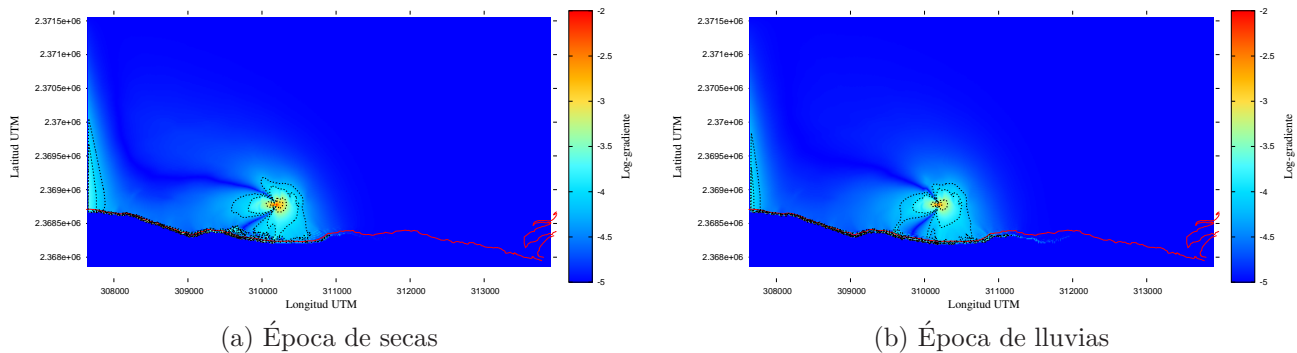 2.3715e+06
2.371e+06
2.3705e+06
2.37e+06
2.3695e+06
2.369e+06
2.3685e+06
2.368e+06
Latitud UTM
308000 309000 310000 311000 312000 313000
Longitud UTM
-2
-2.5
-3
-3.5
-4
-4.5
-5
Log-gradiente
(a) Época de secas
2.3715e+06
2.371e+06
2.3705e+06
2.37e+06
2.3695e+06
2.369e+06
2.3685e+06
2.368e+06
Latitud UTM
308000 309000 310000 311000 312000 313000
Longitud UTM
-2
-2.5
-3
-3.5
-4
-4.5
-5
Log-gradiente
(b) Época de lluvias